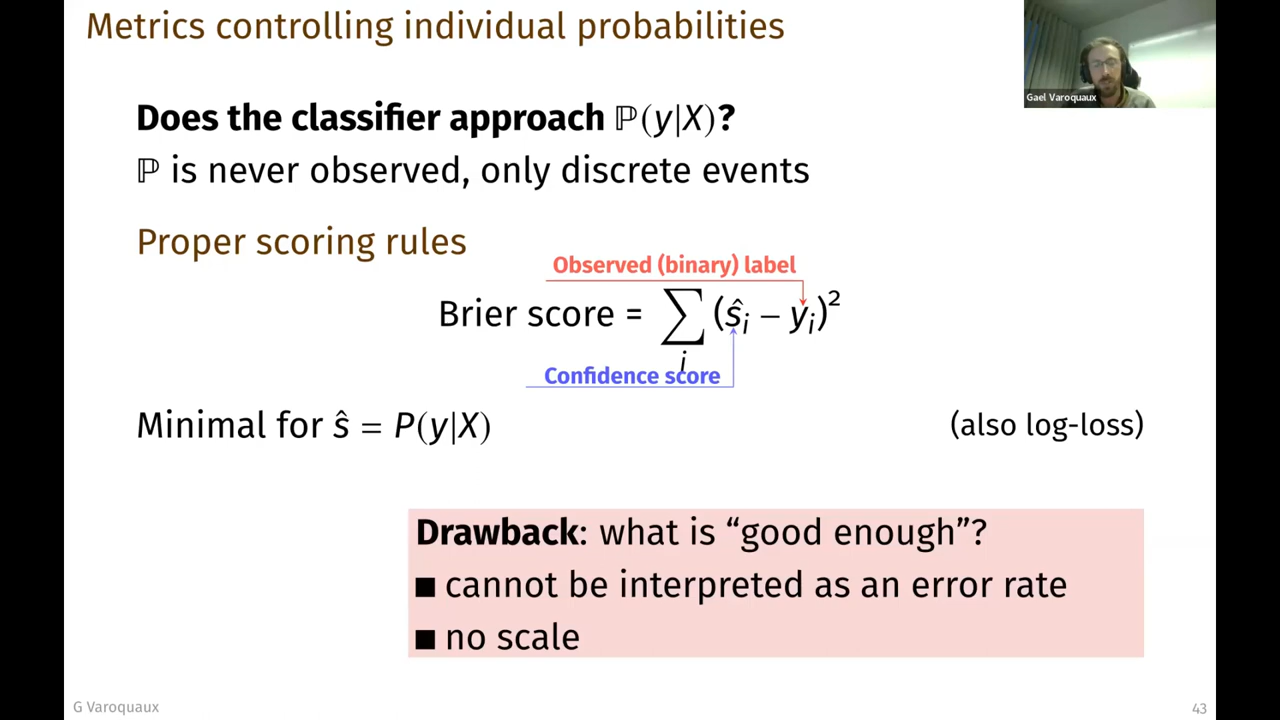 Metrics controlling individual probabilities
Gael Varoquaux
Does the classifier approach ℙ(y|X)?
ℙ is never observed, only discrete events
Proper scoring rules
Observed (binary) label
Brier score = ∑ᵢ (ŝᵢ − yᵢ)²
Confidence score
Minimal for ŝ = P(y|X) (also log-loss)
Drawback: what is “good enough”?
■ cannot be interpreted as an error rate
■ no scale
G Varoquaux 43